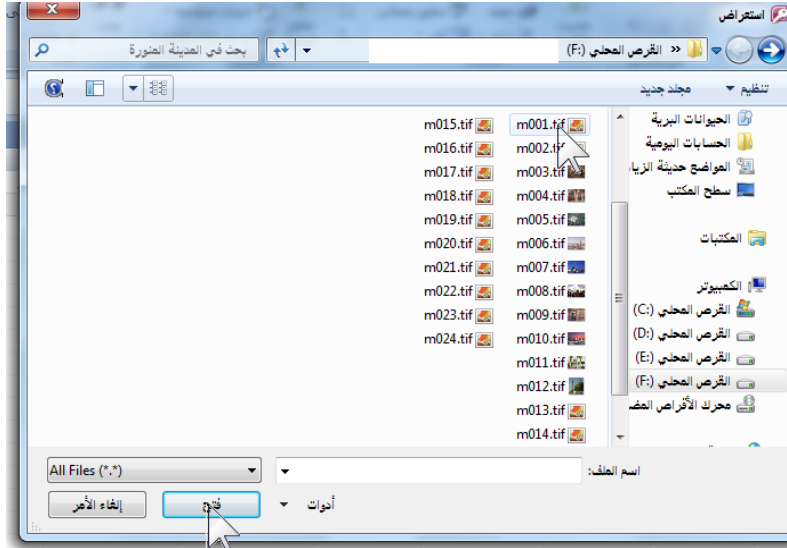 استعراض
القرص المحلي (F:) «
بحث في المدينة المنورة
تنظيم
مجلد جديد
الحيوانات البرية
الحسابات اليومية
المواضع حديثة
سطح المكتب
المكتبات
الكمبيوتر
القرص المحلي (C:)
القرص المحلي (D:)
القرص المحلي (E:)
القرص المحلي (F:)
محرك الأقراص
m001.tif
m002.tif
m003.tif
m004.tif
m005.tif
m006.tif
m007.tif
m008.tif
m009.tif
m010.tif
m011.tif
m012.tif
m013.tif
m014.tif
m015.tif
m016.tif
m017.tif
m018.tif
m019.tif
m020.tif
m021.tif
m022.tif
m023.tif
m024.tif
اسم الملف:
All Files (*.*)
أدوات
فتح
إلغاء الأمر